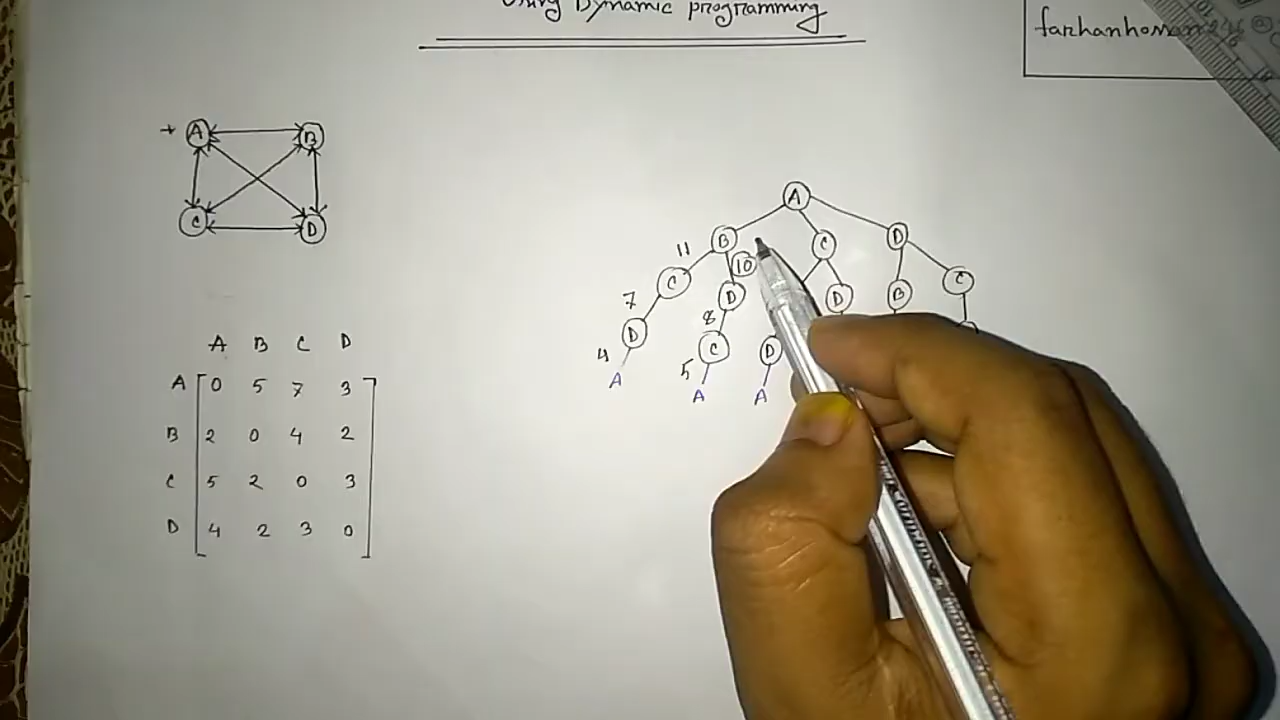 Using Dynamic programming
A B
C D
A B C D
A 0 5 7 3
B 2 0 4 2
C 5 2 0 3
D 4 2 3 0
A
B C D
11 10
C D D B C
7 8
D C D
4 5
A A A